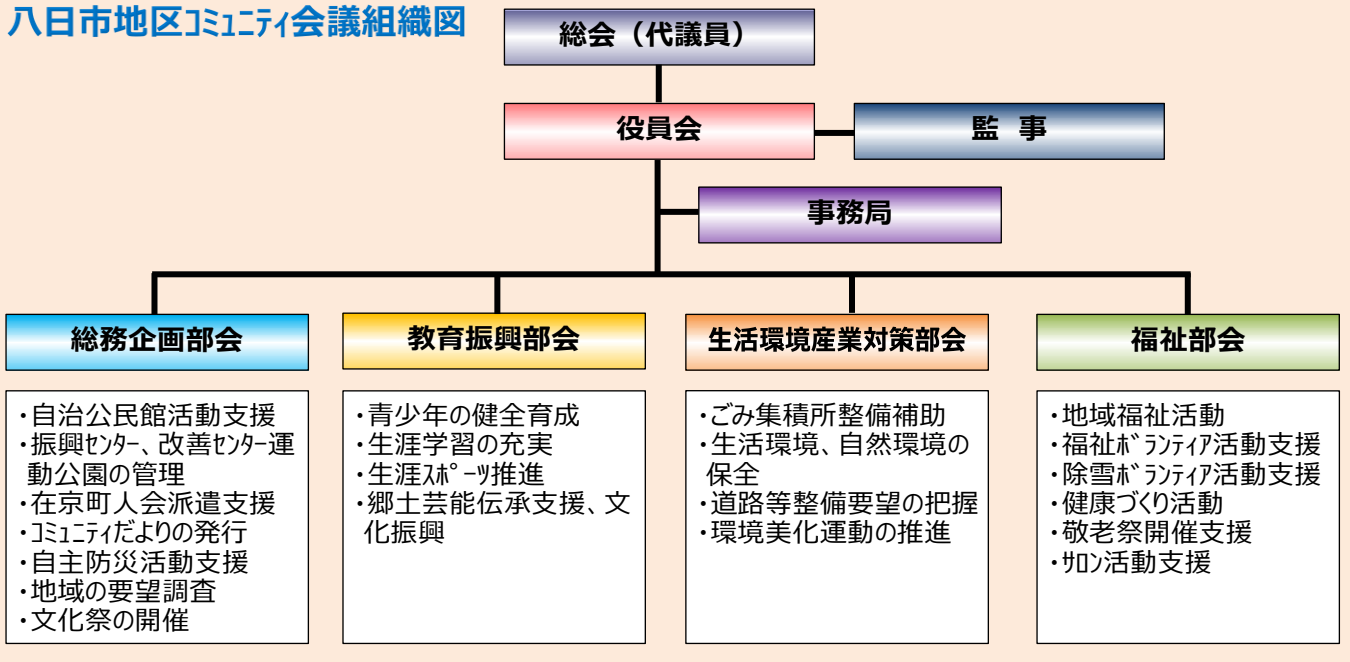 八日市地区ｺﾐｭﾆﾃｨ会議組織図
総会（代議員）
役員会
監　事
事務局
総務企画部会
教育振興部会
生活環境産業対策部会
福祉部会
・自治公民館活動支援
・振興ｾﾝﾀｰ、改善ｾﾝﾀｰ運
動公園の管理
・在京町人会派遣支援
・ｺﾐｭﾆﾃｨだよりの発行
・自主防災活動支援
・地域の要望調査
・文化祭の開催
・青少年の健全育成
・生涯学習の充実
・生涯ｽﾎﾟｰﾂ推進
・郷土芸能伝承支援、文
化振興
・ごみ集積所整備補助
・生活環境、自然環境の
保全
・道路等整備要望の把握
・環境美化運動の推進
・地域福祉活動
・福祉ﾎﾞﾗﾝﾃｨｱ活動支援
・除雪ﾎﾞﾗﾝﾃｨｱ活動支援
・健康づくり活動
・敬老祭開催支援
・ｻﾛﾝ活動支援